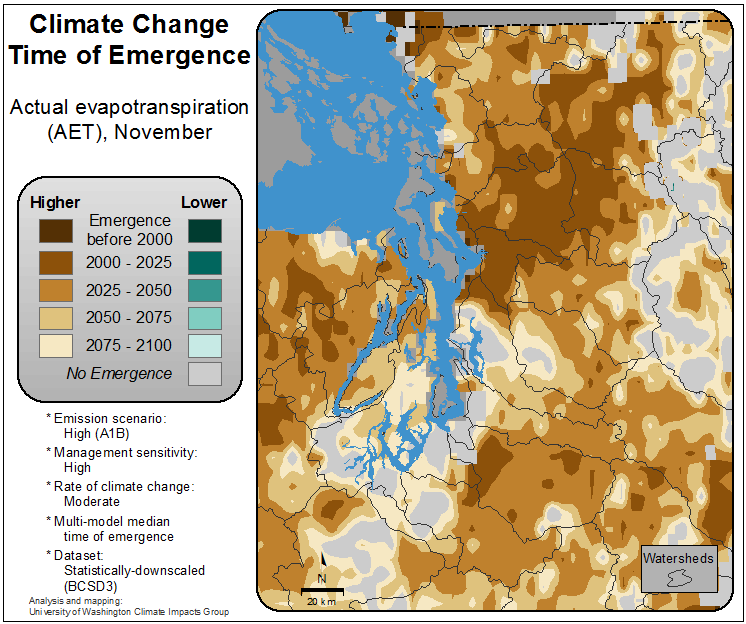 Climate Change
Time of Emergence
Actual evapotranspiration
(AET), November
Higher Lower
Emergence
before 2000
2000 - 2025
2025 - 2050
2050 - 2075
2075 - 2100
No Emergence
* Emission scenario:
High (A1B)
* Management sensitivity:
High
* Rate of climate change:
Moderate
* Multi-model median
time of emergence
* Dataset:
Statistically-downscaled
(BCSD3)
Analysis and mapping:
University of Washington Climate Impacts Group
N
20 km
Watersheds